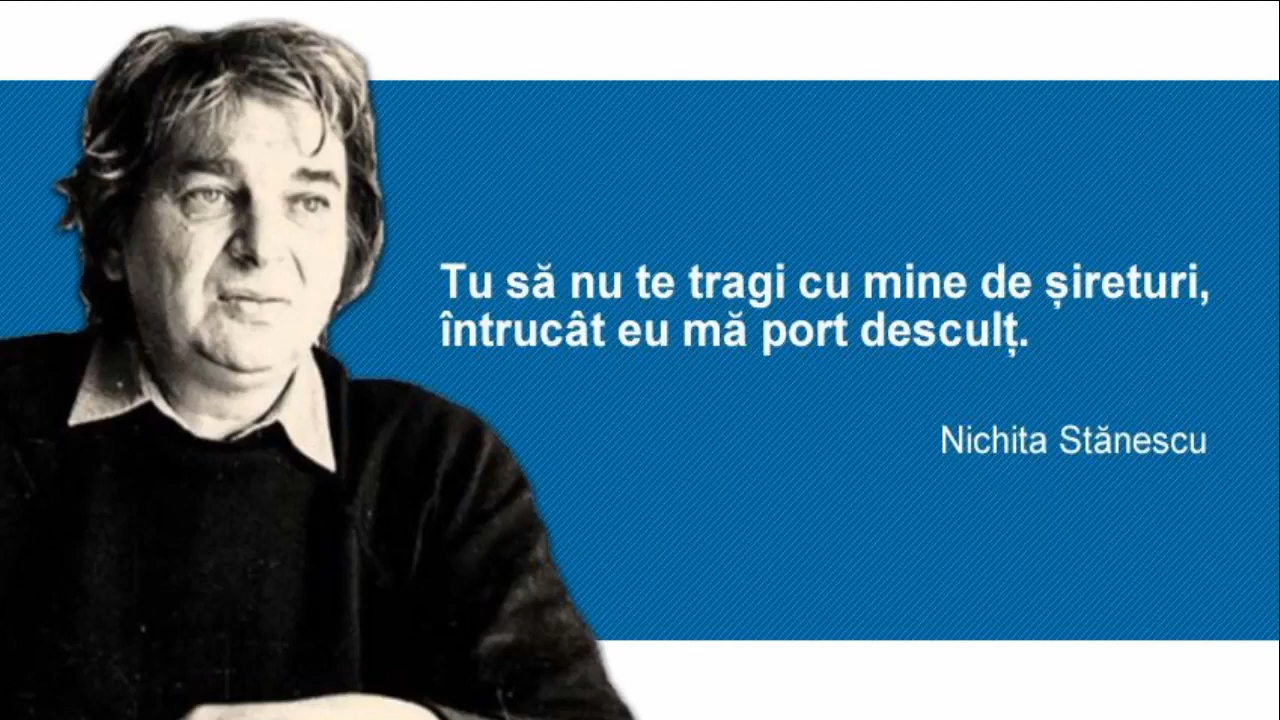 Tu să nu te tragi cu mine de șireturi,
întrucât eu mă port desculț.
Nichita Stănescu